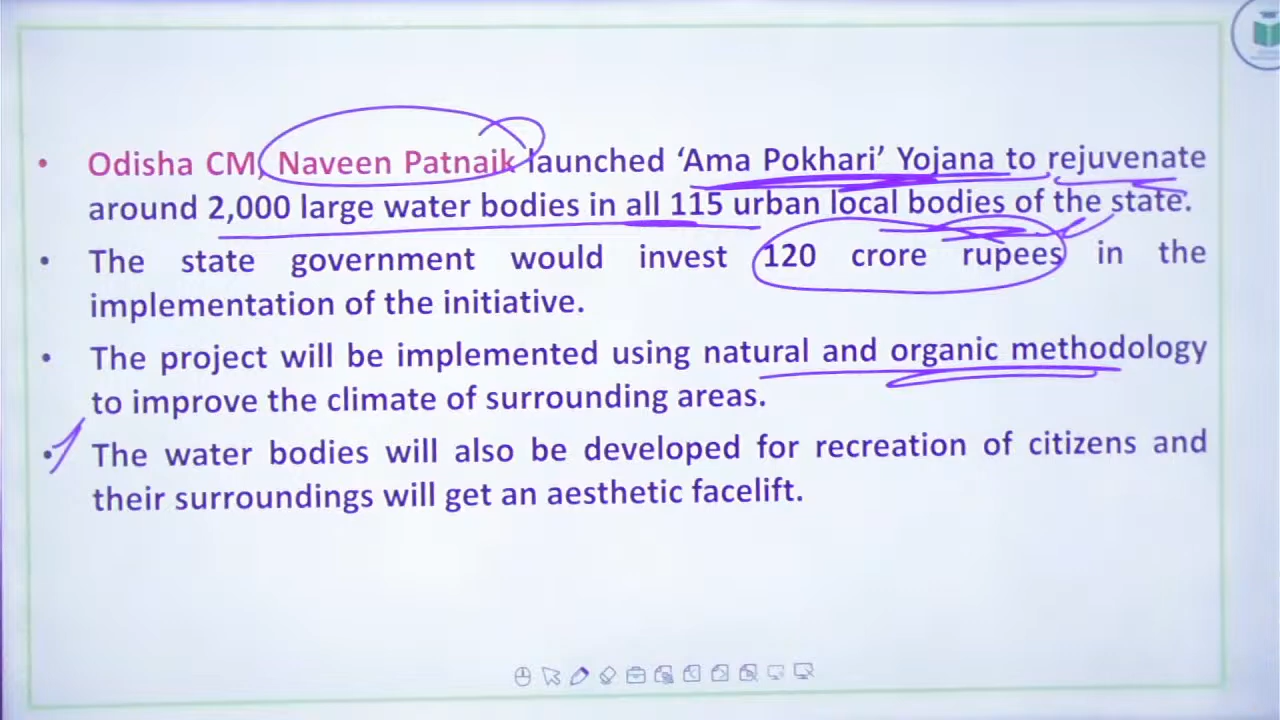 • Odisha CM, Naveen Patnaik launched ‘Ama Pokhari’ Yojana to rejuvenate
around 2,000 large water bodies in all 115 urban local bodies of the state.
• The state government would invest 120 crore rupees in the
implementation of the initiative.
• The project will be implemented using natural and organic methodology
to improve the climate of surrounding areas.
• The water bodies will also be developed for recreation of citizens and
their surroundings will get an aesthetic facelift.